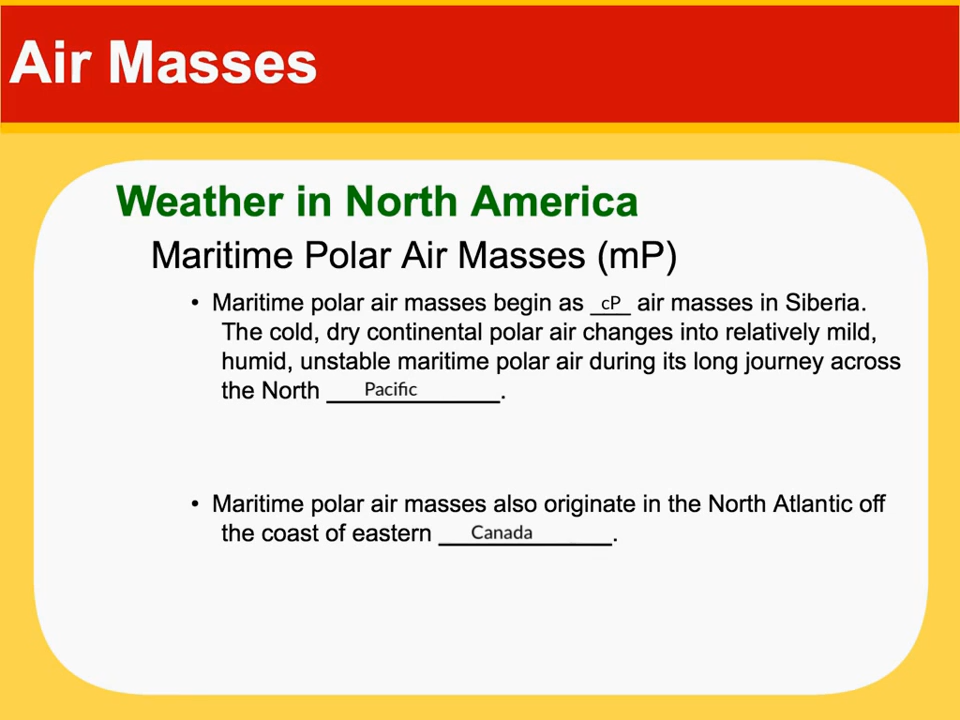 Air Masses
Weather in North America
Maritime Polar Air Masses (mP)
• Maritime polar air masses begin as cP air masses in Siberia.
The cold, dry continental polar air changes into relatively mild,
humid, unstable maritime polar air during its long journey across
the North Pacific.
• Maritime polar air masses also originate in the North Atlantic off
the coast of eastern Canada.